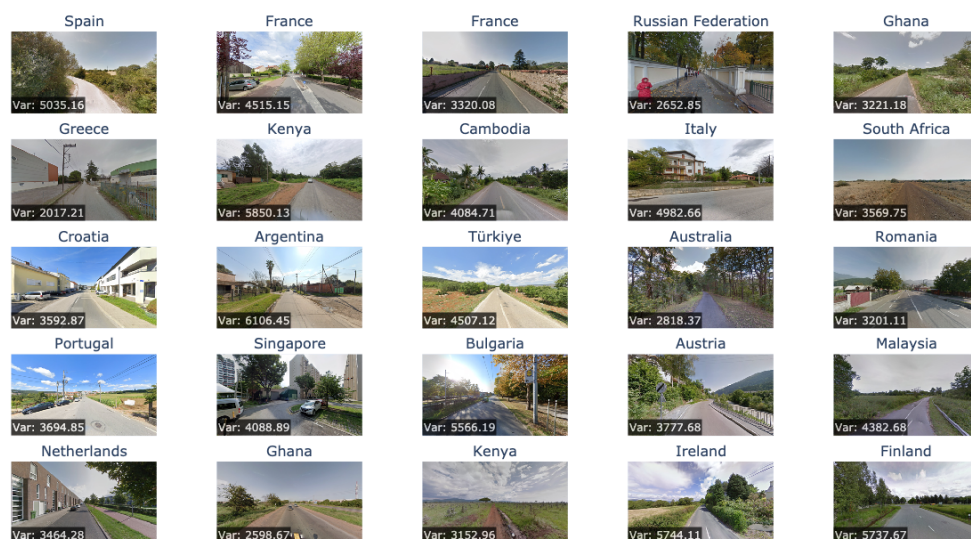 Spain France France Russian Federation Ghana
Var: 5035.16 Var: 4515.15 Var: 3320.08 Var: 2652.85 Var: 3221.18
Greece Kenya Cambodia Italy South Africa
Var: 2017.21 Var: 5850.13 Var: 4084.71 Var: 4982.66 Var: 3569.75
Croatia Argentina Türkiye Australia Romania
Var: 3592.87 Var: 6106.45 Var: 4507.12 Var: 2818.37 Var: 3201.11
Portugal Singapore Bulgaria Austria Malaysia
Var: 3694.85 Var: 4088.89 Var: 5566.19 Var: 3777.68 Var: 4382.68
Netherlands Ghana Kenya Ireland Finland
Var: 3464.28 Var: 2598.67 Var: 3152.96 Var: 5744.11 Var: 5737.67